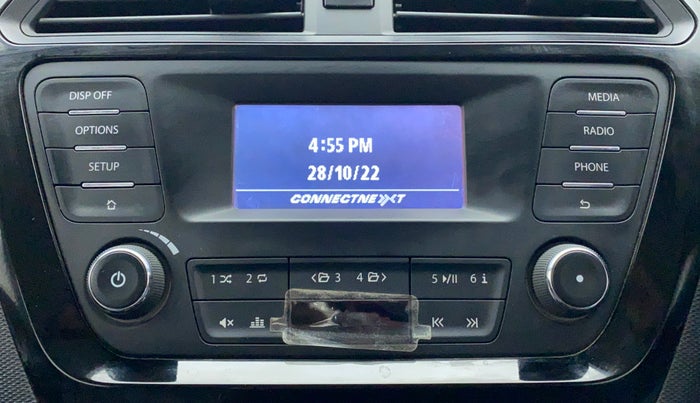 DISP OFF
OPTIONS
SETUP
4:55 PM
28/10/22
CONNECTNEXT
MEDIA
RADIO
PHONE
1 2
3 4
5 6 i